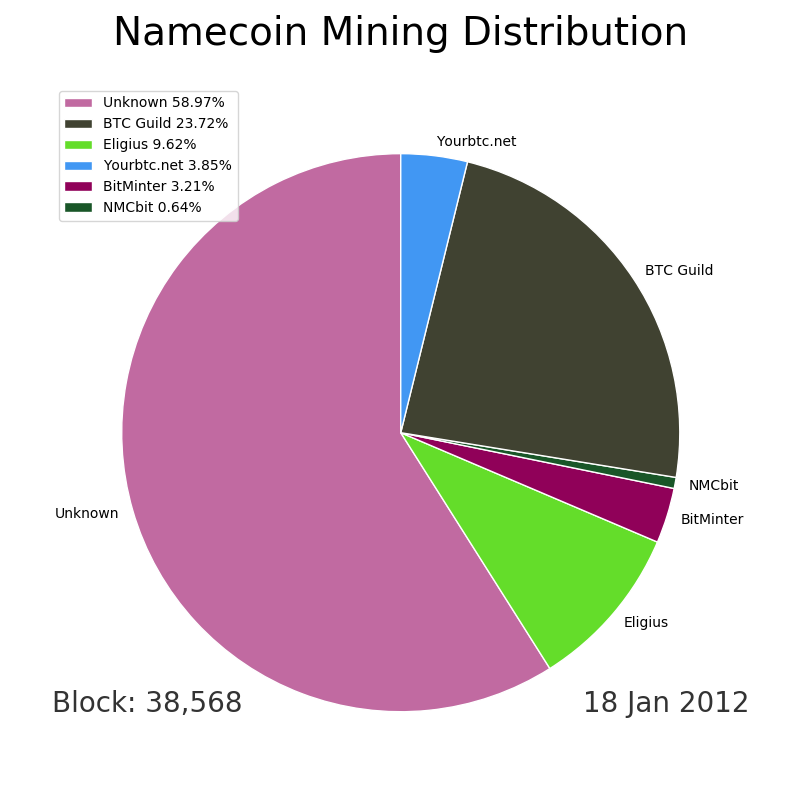 Namecoin Mining Distribution
Unknown 58.97%
BTC Guild 23.72%
Eligius 9.62%
Yourbtc.net 3.85%
BitMinter 3.21%
NMCbit 0.64%
Yourbtc.net
BTC Guild
NMCbit
Unknown
BitMinter
Eligius
Block: 38,568
18 Jan 2012